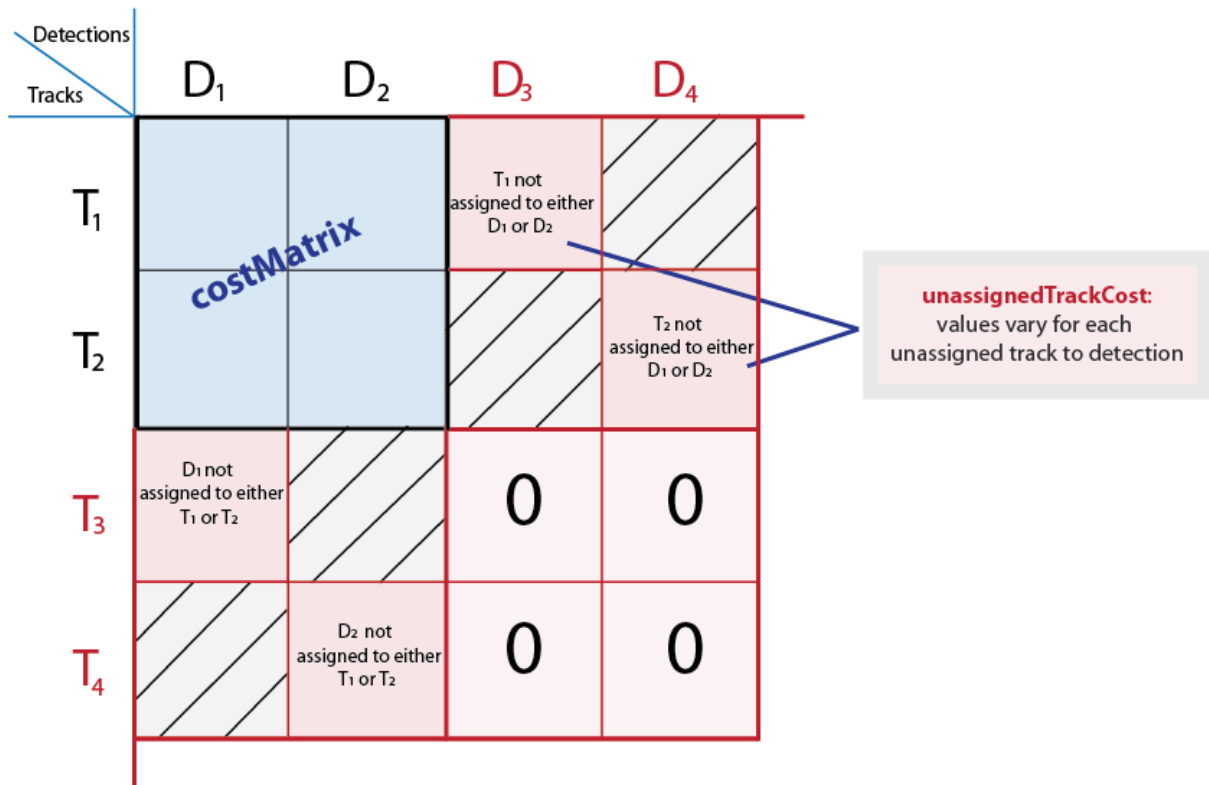 Detections
Tracks
D₁ D₂ D₃ D₄
T₁
T₁ not
assigned to either
D₁ or D₂
costMatrix
T₂
T₂ not
assigned to either
D₁ or D₂
unassignedTrackCost:
values vary for each
unassigned track to detection
T₃
D₁ not
assigned to either
T₁ or T₂
0 0
T₄
D₂ not
assigned to either
T₁ or T₂
0 0